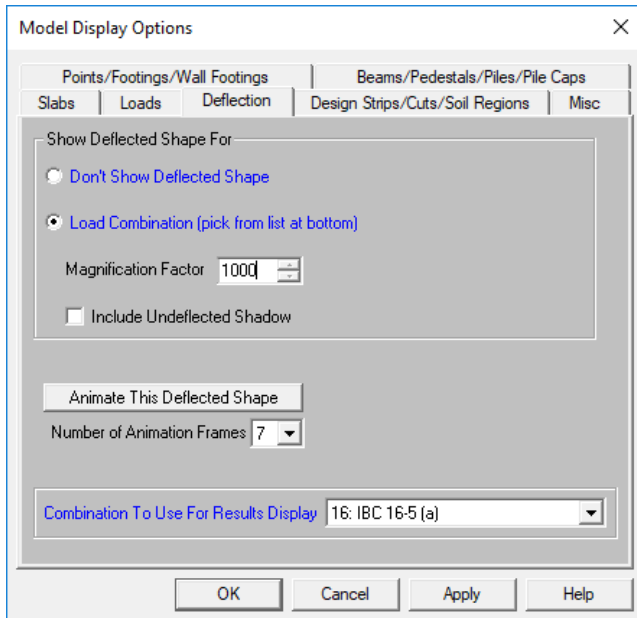 Model Display Options
Points/Footings/Wall Footings Beams/Pedestals/Piles/Pile Caps
Slabs Loads Deflection Design Strips/Cuts/Soil Regions Misc
Show Deflected Shape For
Don't Show Deflected Shape
Load Combination (pick from list at bottom)
Magnification Factor 1000
Include Undeflected Shadow
Animate This Deflected Shape
Number of Animation Frames 7
Combination To Use For Results Display 16: IBC 16-5 (a)
OK Cancel Apply Help